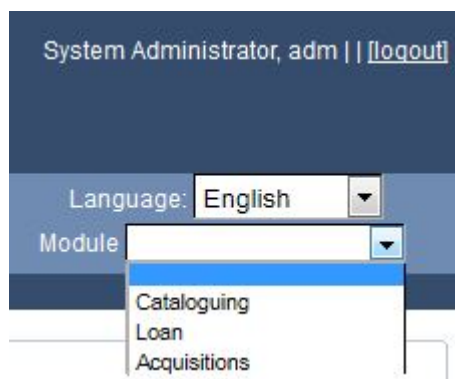 System Administrator, adm | | [logout]
Language: English
Module
Cataloguing
Loan
Acquisitions